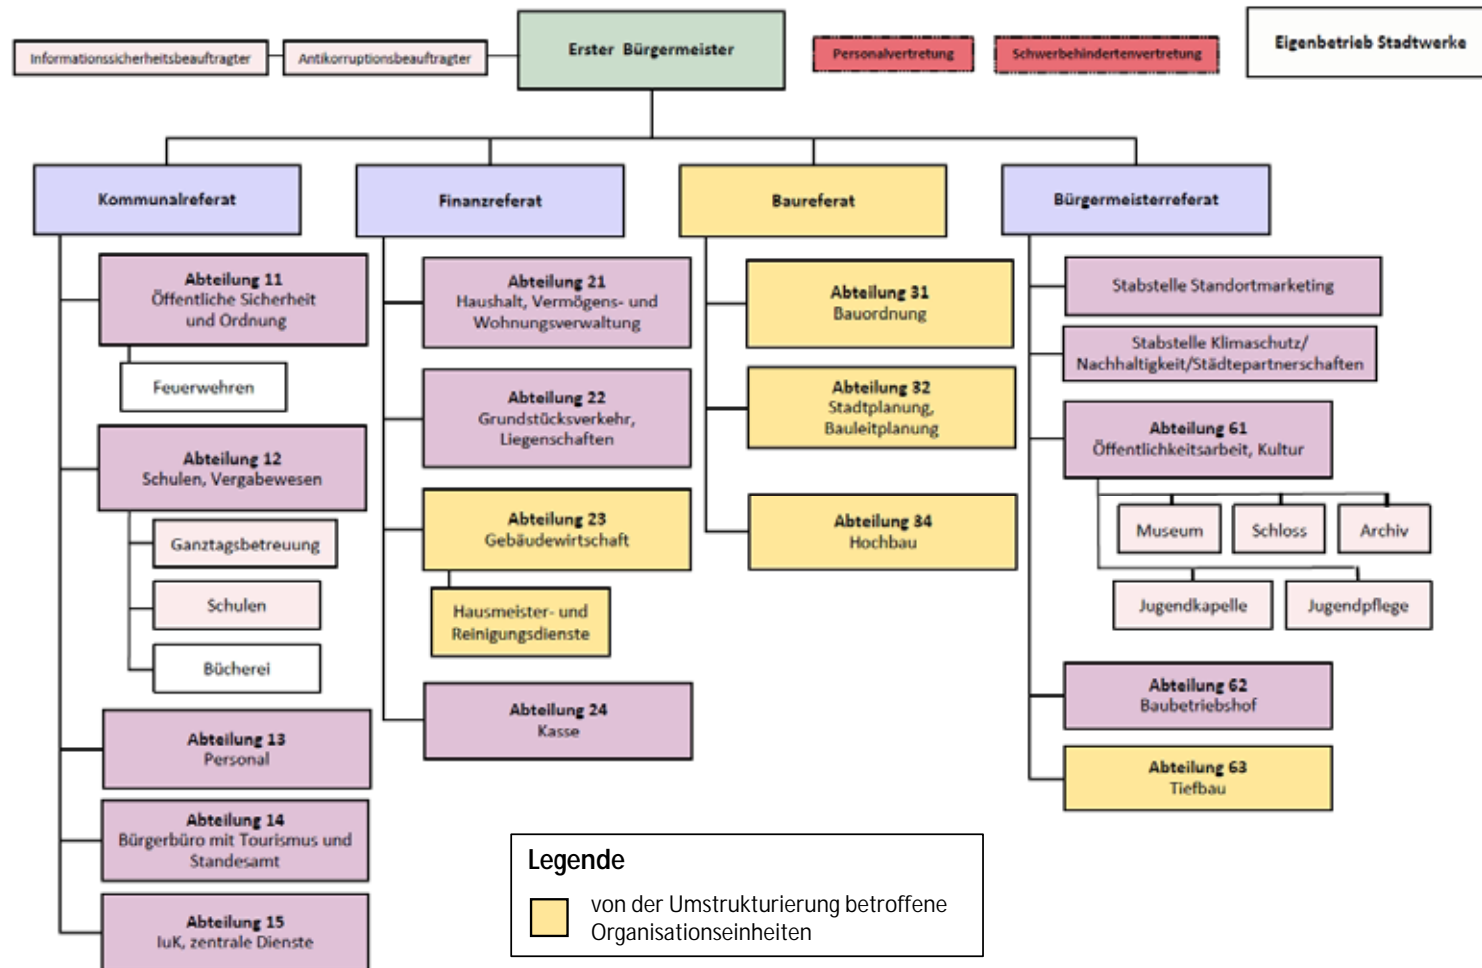 Erster Bürgermeister
Informationssicherheitsbeauftragter
Antikorruptionsbeauftragter
Personalvertretung
Schwerbehindertenvertretung
Eigenbetrieb Stadtwerke
Kommunalreferat
Finanzreferat
Baureferat
Bürgermeisterreferat
Abteilung 11
Öffentliche Sicherheit
und Ordnung
Feuerwehren
Abteilung 12
Schulen, Vergabewesen
Ganztagsbetreuung
Schulen
Bücherei
Abteilung 13
Personal
Abteilung 14
Bürgerbüro mit Tourismus und
Standesamt
Abteilung 15
IuK, zentrale Dienste
Abteilung 21
Haushalt, Vermögens- und
Wohnungsverwaltung
Abteilung 22
Grundstücksverkehr,
Liegenschaften
Abteilung 23
Gebäudewirtschaft
Hausmeister- und
Reinigungsdienste
Abteilung 24
Kasse
Abteilung 31
Bauordnung
Abteilung 32
Stadtplanung,
Bauleitplanung
Abteilung 34
Hochbau
Stabstelle Standortmarketing
Stabstelle Klimaschutz/
Nachhaltigkeit/Städtepartnerschaften
Abteilung 61
Öffentlichkeitsarbeit, Kultur
Museum
Schloss
Archiv
Jugendkapelle
Jugendpflege
Abteilung 62
Baubetriebshof
Abteilung 63
Tiefbau
Legende
von der Umstrukturierung betroffene
Organisationseinheiten